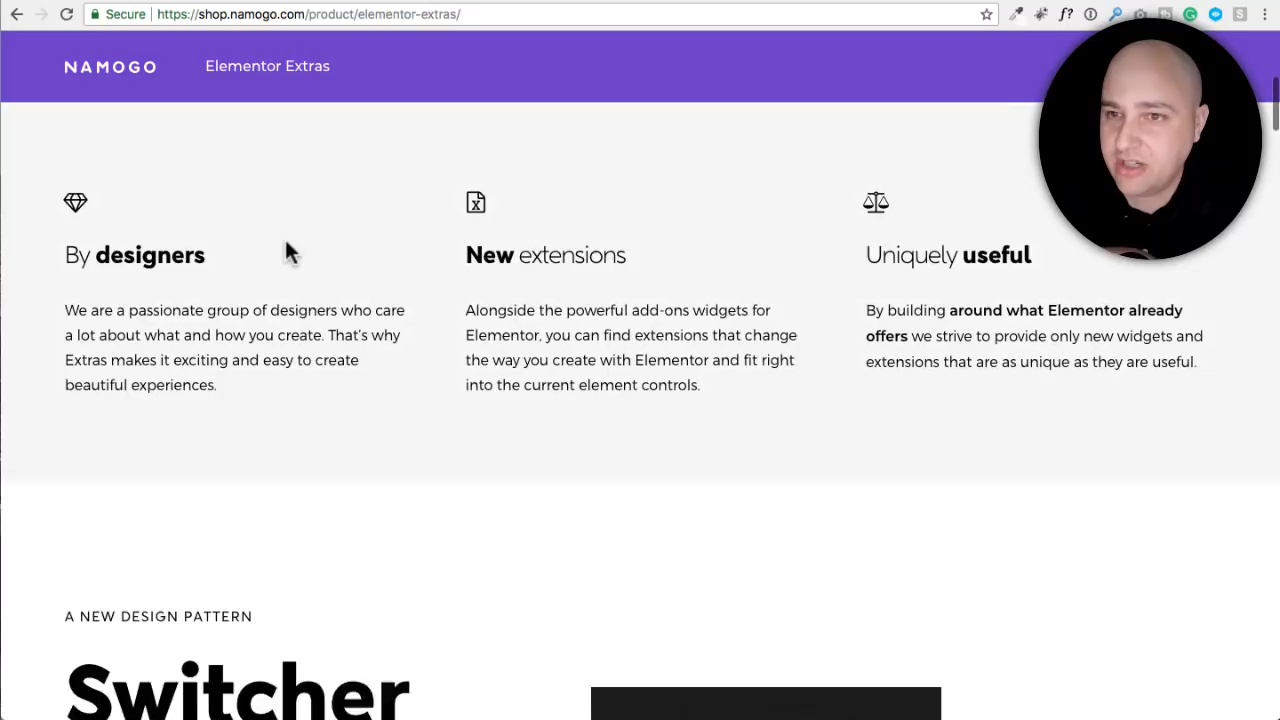 Secure
https://shop.namogo.com/product/elementor-extras/
f?
S
NAMOGO
Elementor Extras
By designers
We are a passionate group of designers who care
a lot about what and how you create. That's why
Extras makes it exciting and easy to create
beautiful experiences.
New extensions
Alongside the powerful add-ons widgets for
Elementor, you can find extensions that change
the way you create with Elementor and fit right
into the current element controls.
Uniquely useful
By building around what Elementor already
offers we strive to provide only new widgets and
extensions that are as unique as they are useful.
A NEW DESIGN PATTERN
Switcher